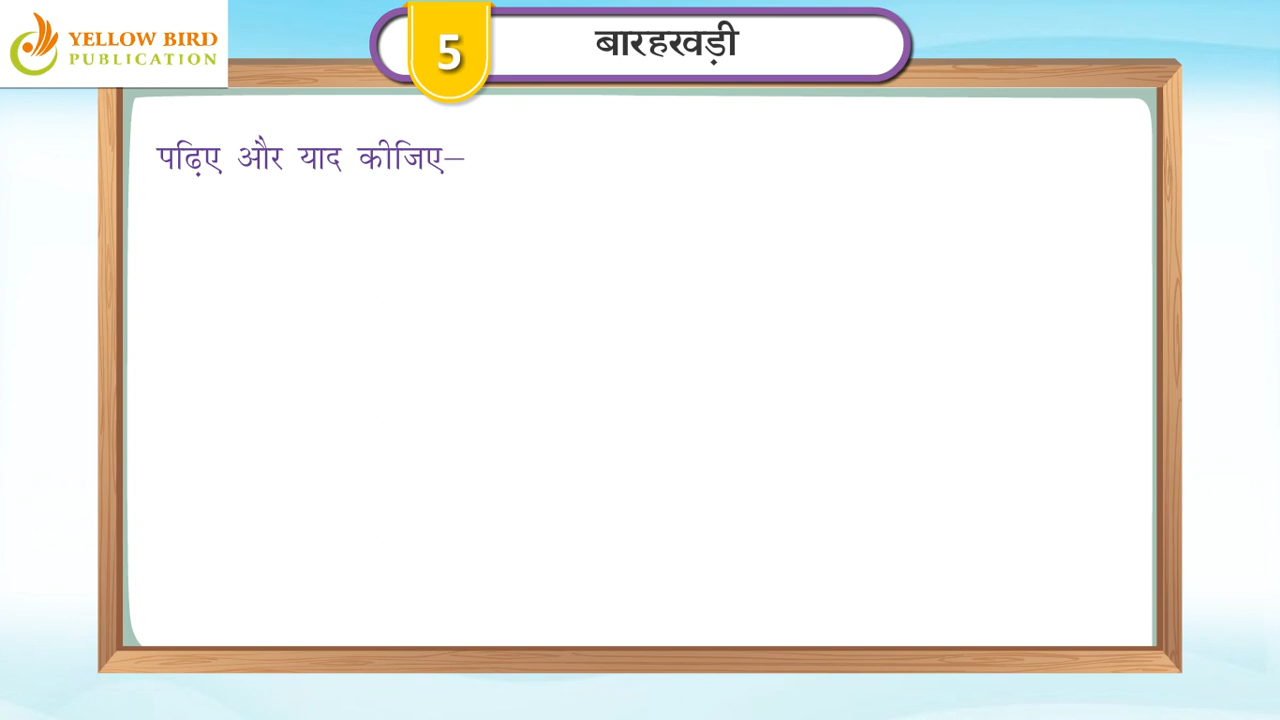 YELLOW BIRD
PUBLICATION
5
बारहखड़ी
पढ़िए और याद कीजिए–